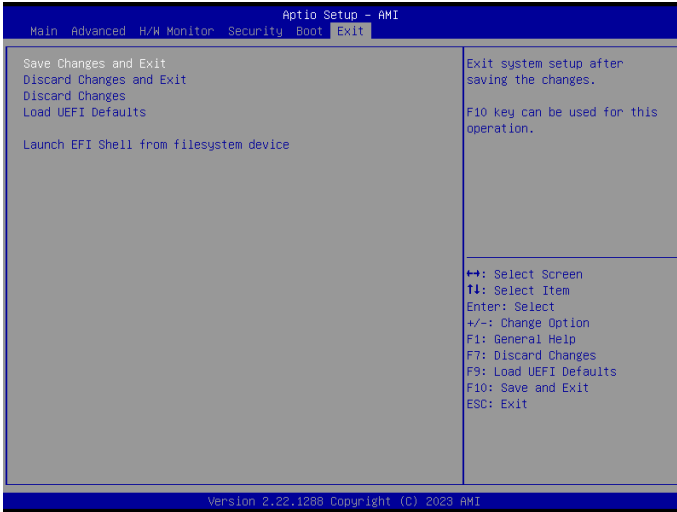 Aptio Setup – AMI
Main Advanced H/W Monitor Security Boot Exit
Save Changes and Exit
Discard Changes and Exit
Discard Changes
Load UEFI Defaults
Launch EFI Shell from filesystem device
Exit system setup after
saving the changes.
F10 key can be used for this
operation.
↔: Select Screen
↑↓: Select Item
Enter: Select
+/-: Change Option
F1: General Help
F7: Discard Changes
F9: Load UEFI Defaults
F10: Save and Exit
ESC: Exit
Version 2.22.1288 Copyright (C) 2023 AMI